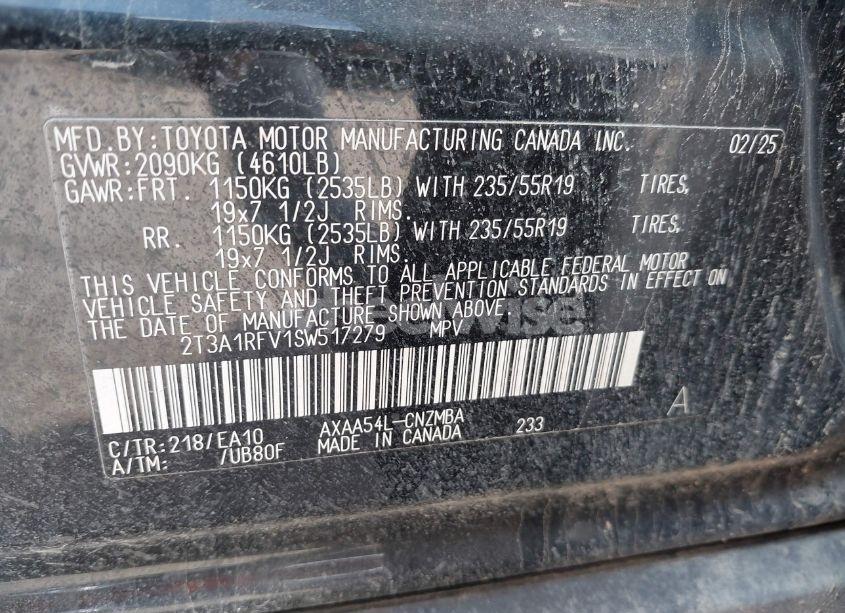 MFD.BY:TOYOTA MOTOR MANUFACTURING CANADA INC. 02/25
GVWR:2090KG (4610LB)
GAWR:FRT. 1150KG (2535LB) WITH 235/55R19 TIRES,
19x7 1/2J RIMS.
RR. 1150KG (2535LB) WITH 235/55R19 TIRES,
19x7 1/2J RIMS.
THIS VEHICLE CONFORMS TO ALL APPLICABLE FEDERAL MOTOR
VEHICLE SAFETY AND THEFT PREVENTION STANDARDS IN EFFECT ON
THE DATE OF MANUFACTURE SHOWN ABOVE.
2T3A1RFV1SW517279 MPV
AXAA54L-CNZMBA 233 A
C/TR:218/EA10 MADE IN CANADA
A/TM: /UB80F